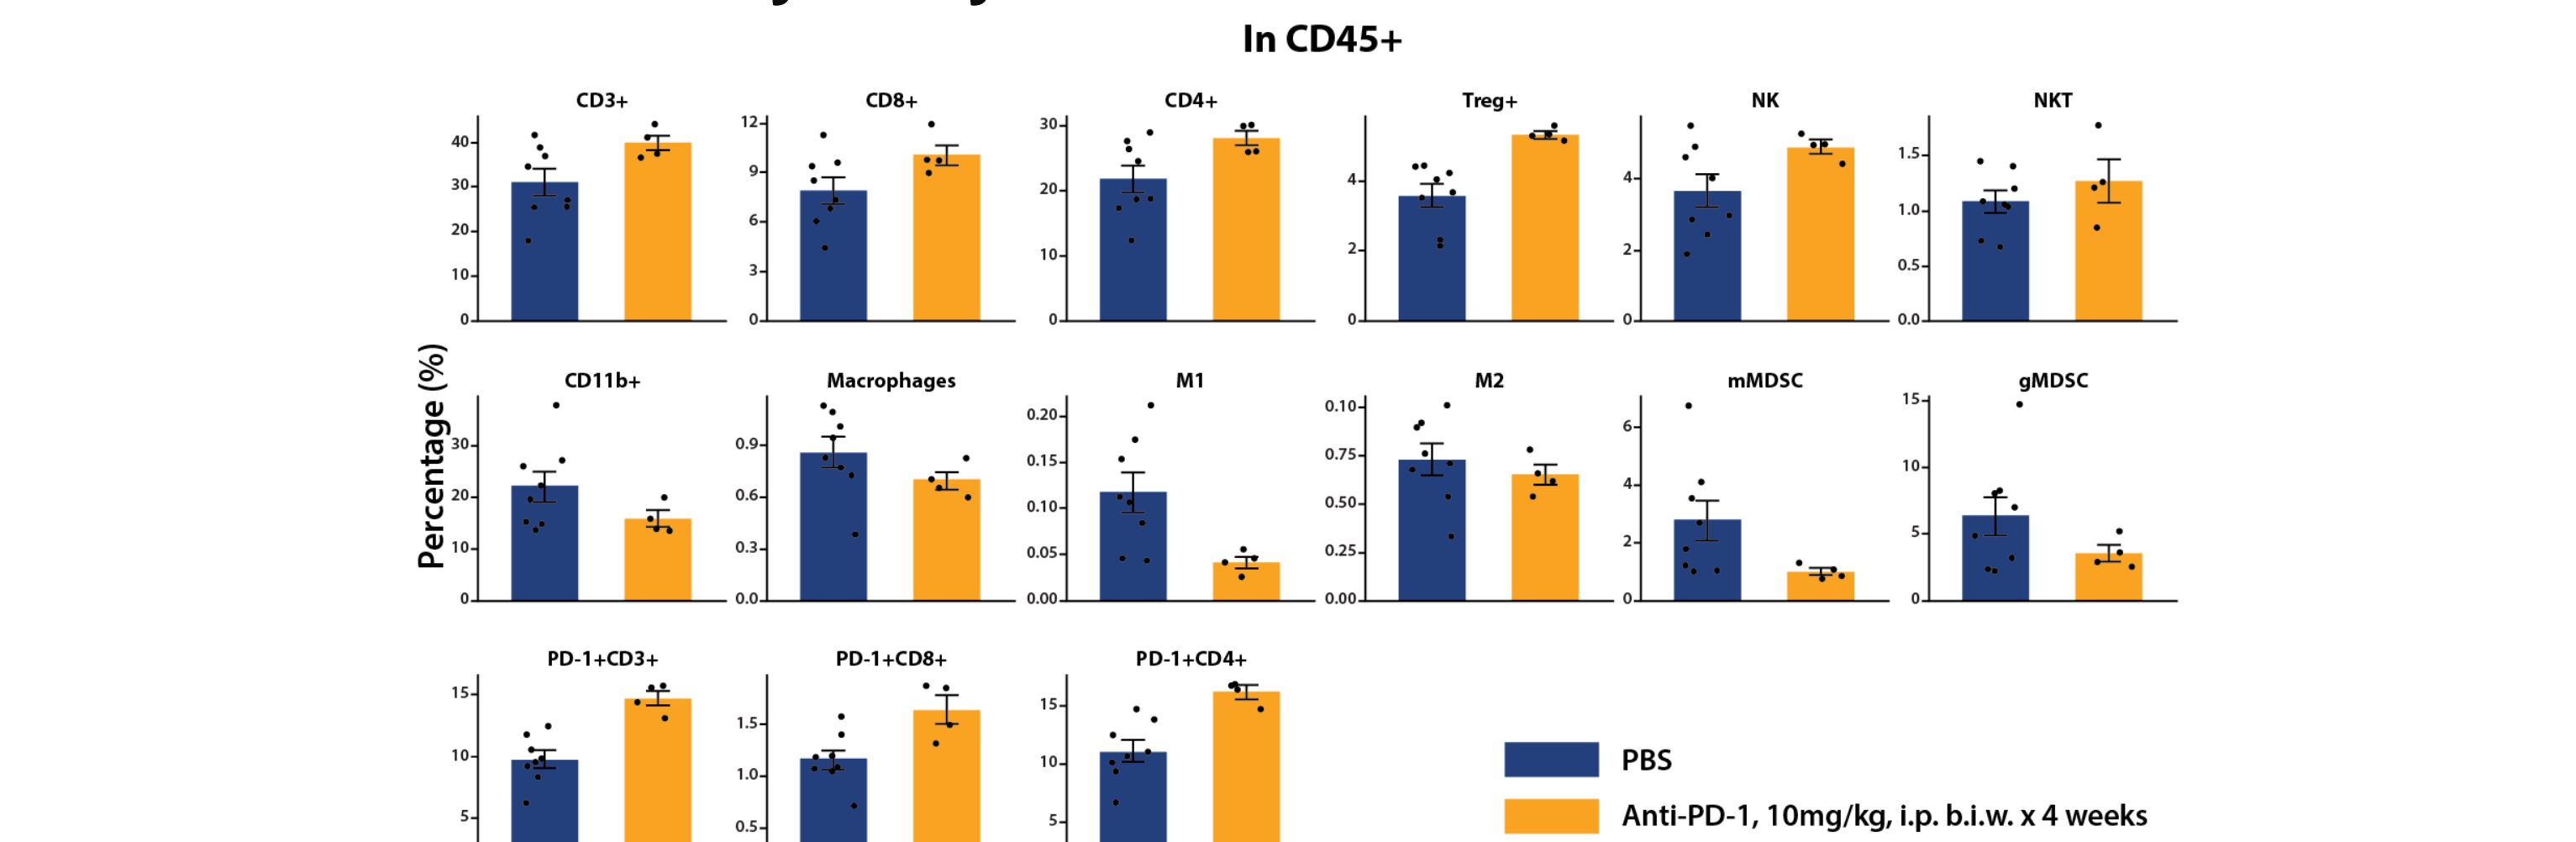 In CD45+
CD3+ CD8+ CD4+ Treg+ NK NKT
40 30 20 10 0
12 9 6 3 0
30 20 10 0
4 2 0
4 2 0
1.5 1.0 0.5 0.0
Percentage (%)
CD11b+ Macrophages M1 M2 mMDSC gMDSC
30 20 10 0
0.9 0.6 0.3 0.0
0.20 0.15 0.10 0.05 0.00
0.10 0.75 0.50 0.25 0.00
6 4 2 0
15 10 5 0
PD-1+CD3+ PD-1+CD8+ PD-1+CD4+
15 10 5
1.5 1.0 0.5
15 10 5
PBS
Anti-PD-1, 10mg/kg, i.p. b.i.w. x 4 weeks